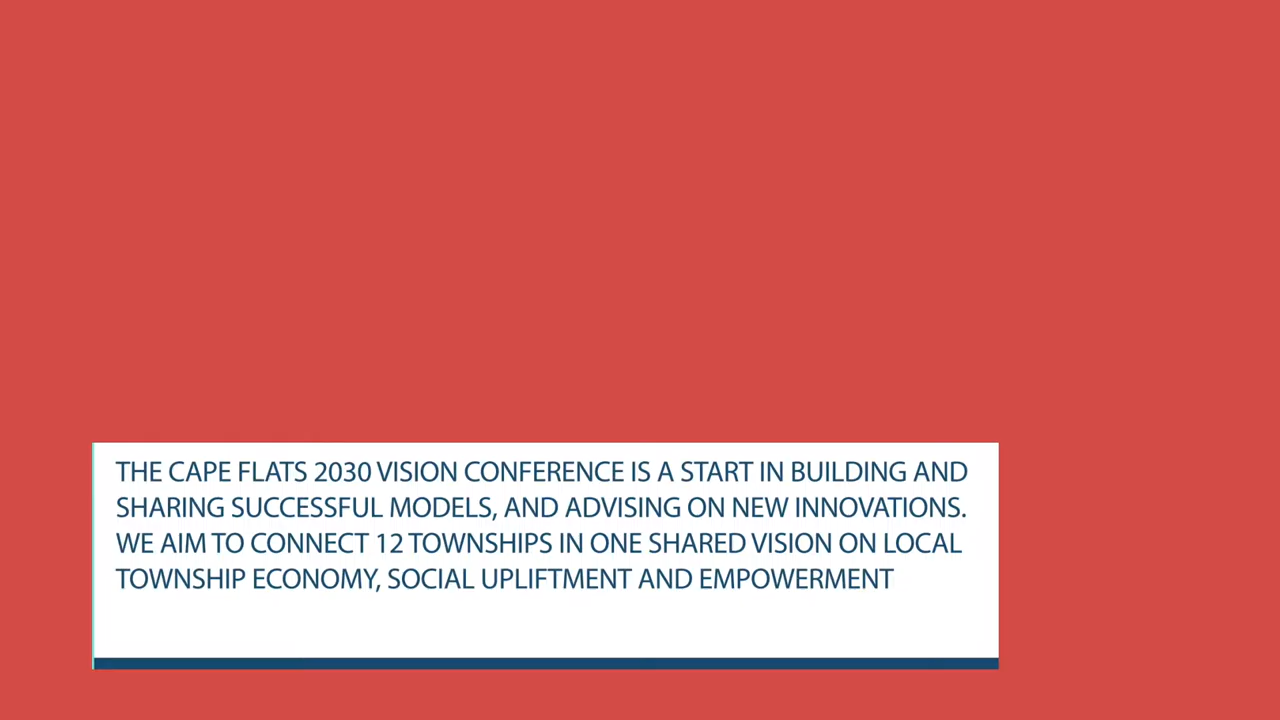 THE CAPE FLATS 2030 VISION CONFERENCE IS A START IN BUILDING AND
SHARING SUCCESSFUL MODELS, AND ADVISING ON NEW INNOVATIONS.
WE AIM TO CONNECT 12 TOWNSHIPS IN ONE SHARED VISION ON LOCAL
TOWNSHIP ECONOMY, SOCIAL UPLIFTMENT AND EMPOWERMENT